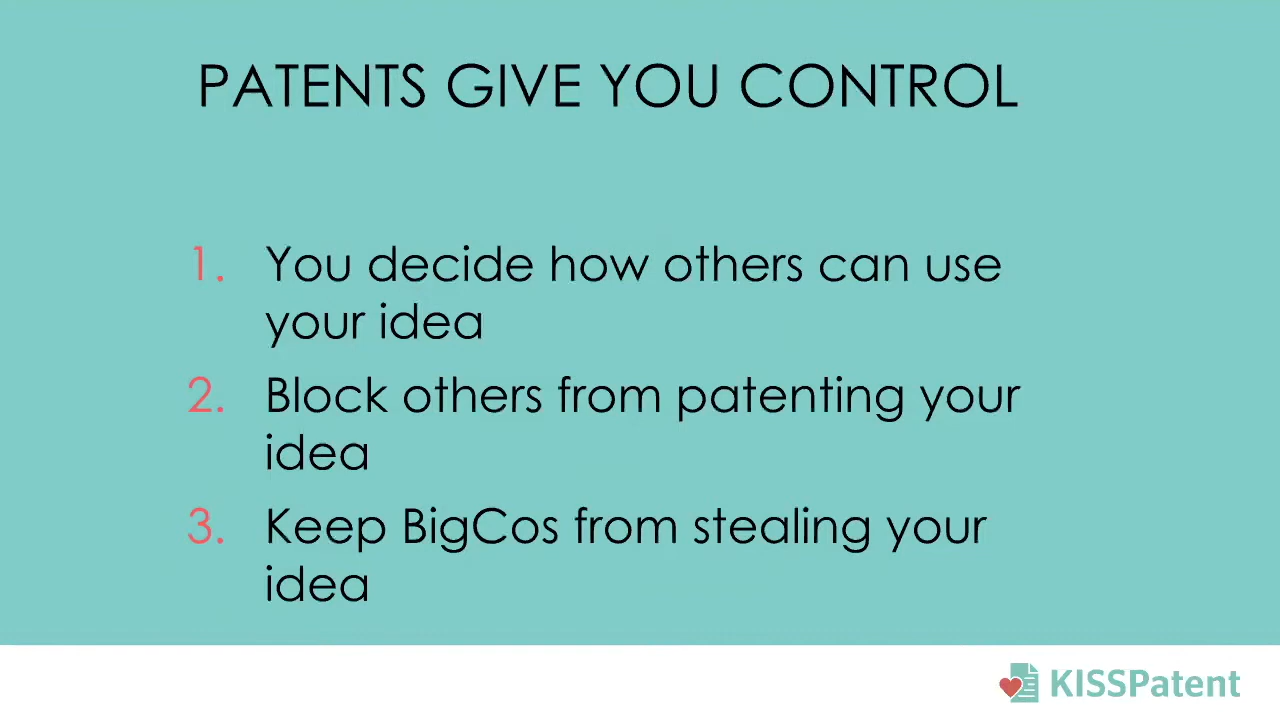 PATENTS GIVE YOU CONTROL
1. You decide how others can use
your idea
2. Block others from patenting your
idea
3. Keep BigCos from stealing your
idea
KISSPatent